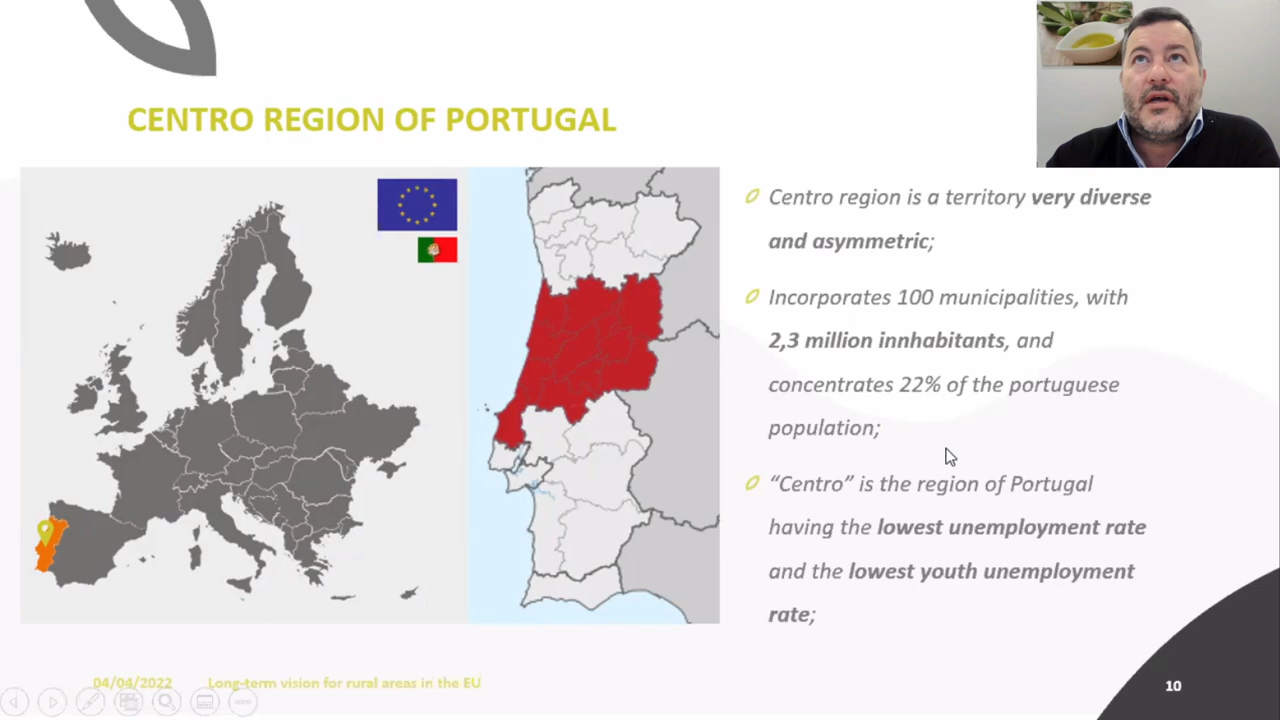 CENTRO REGION OF PORTUGAL
Centro region is a territory very diverse
and asymmetric;
Incorporates 100 municipalities, with
2,3 million innhabitants, and
concentrates 22% of the portuguese
population;
“Centro” is the region of Portugal
having the lowest unemployment rate
and the lowest youth unemployment
rate;
04/04/2022 Long-term vision for rural areas in the EU
10